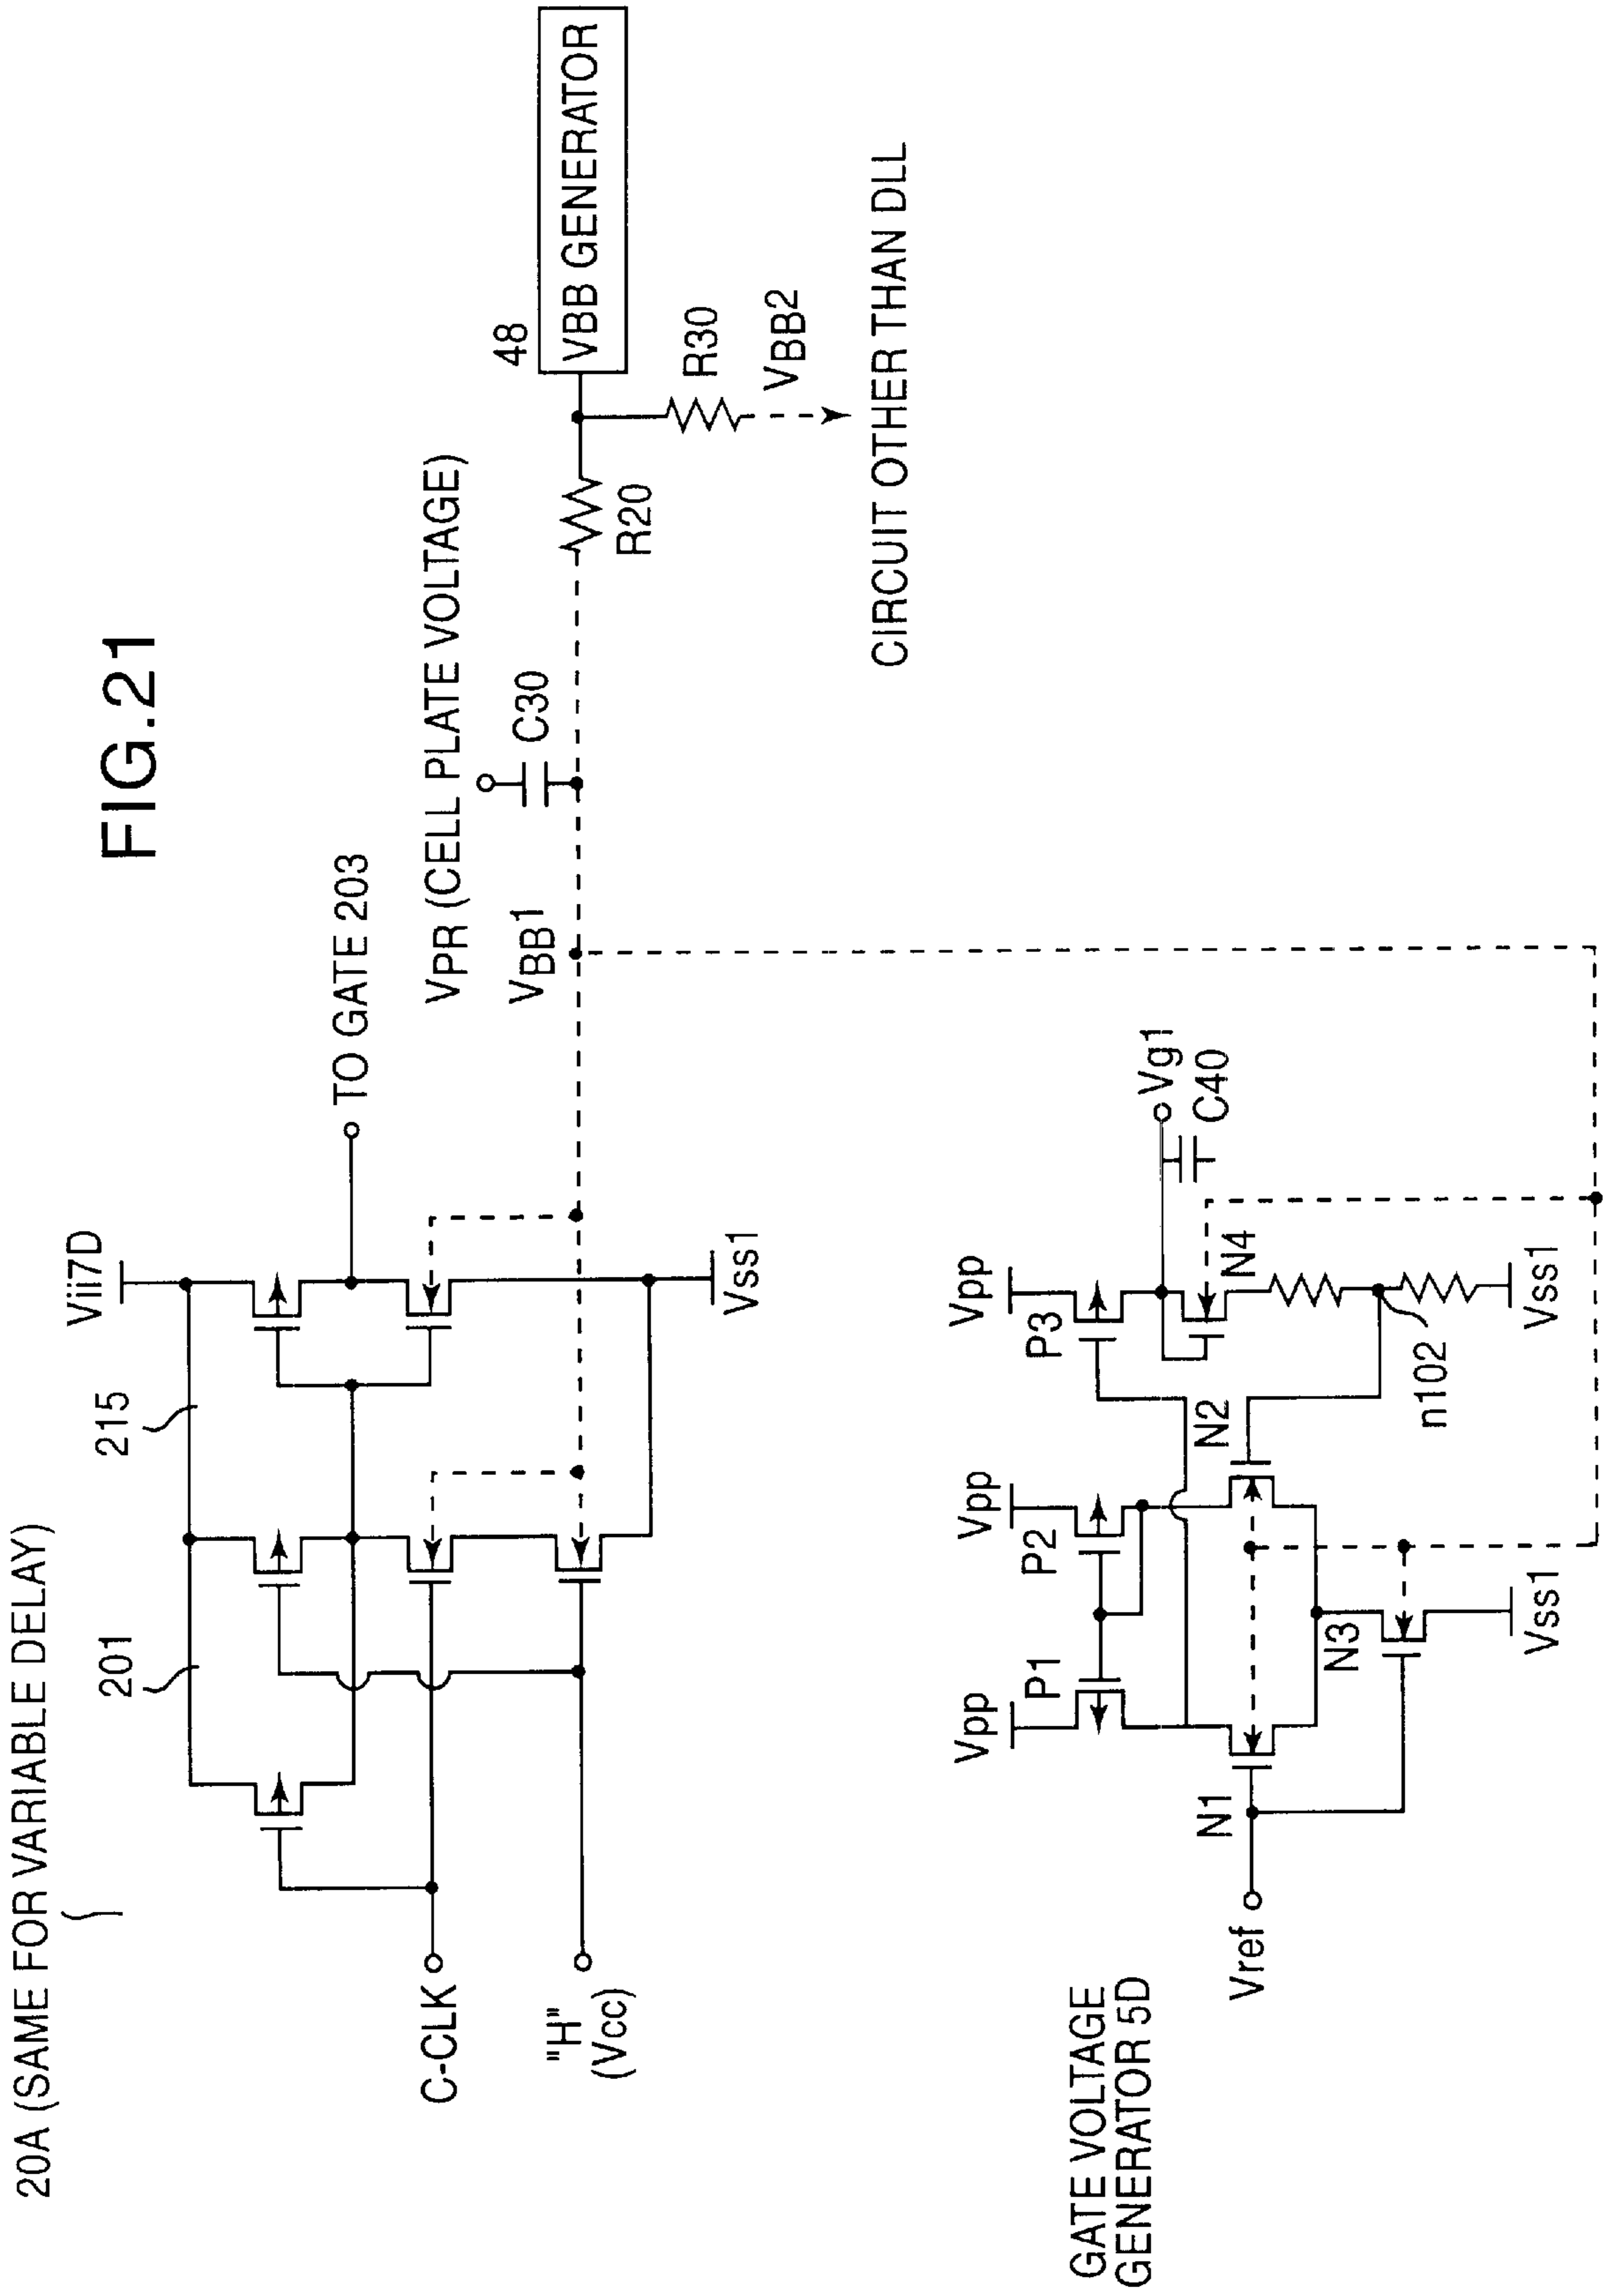 FIG.21
20A (SAME FOR VARIABLE DELAY)
201
215
Vii7D
TO GATE 203
C-CLK
"H"
(Vcc)
Vss1
VPR (CELL PLATE VOLTAGE)
VBB1
C30
R20
48
VBB GENERATOR
R30
VBB2
CIRCUIT OTHER THAN DLL
GATE VOLTAGE
GENERATOR 5D
Vpp
Vpp
Vpp
P1
P2
P3
Vg1
C40
N1
N2
N4
Vref
N3
n102
Vss1
Vss1